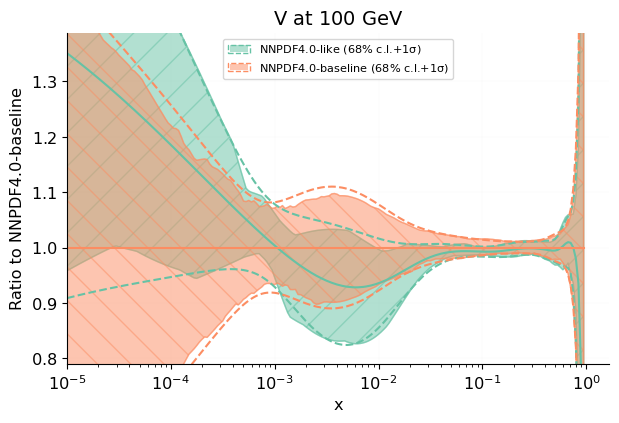 V at 100 GeV
NNPDF4.0-like (68% c.l.+1σ)
NNPDF4.0-baseline (68% c.l.+1σ)
Ratio to NNPDF4.0-baseline
1.3
1.2
1.1
1.0
0.9
0.8
10⁻⁵ 10⁻⁴ 10⁻³ 10⁻² 10⁻¹ 10⁰
x